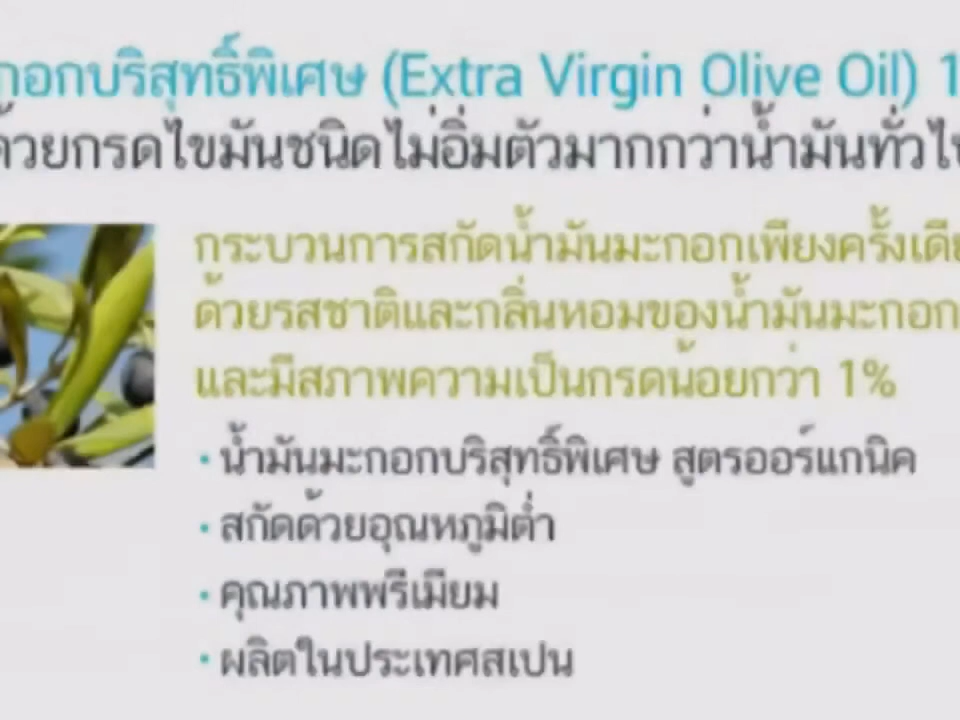 กอกบริสุทธิ์พิเศษ (Extra Virgin Olive Oil) 1
ด้วยกรดไขมันชนิดไม่อิ่มตัวมากกว่าน้ำมันทั่วไป
กระบวนการสกัดน้ำมันมะกอกเพียงครั้งเดีย
ด้วยรสชาติและกลิ่นหอมของน้ำมันมะกอก
และมีสภาพความเป็นกรดน้อยกว่า 1%
· น้ำมันมะกอกบริสุทธิ์พิเศษ สูตรออร์แกนิค
· สกัดด้วยอุณหภูมิต่ำ
· คุณภาพพรีเมียม
· ผลิตในประเทศสเปน